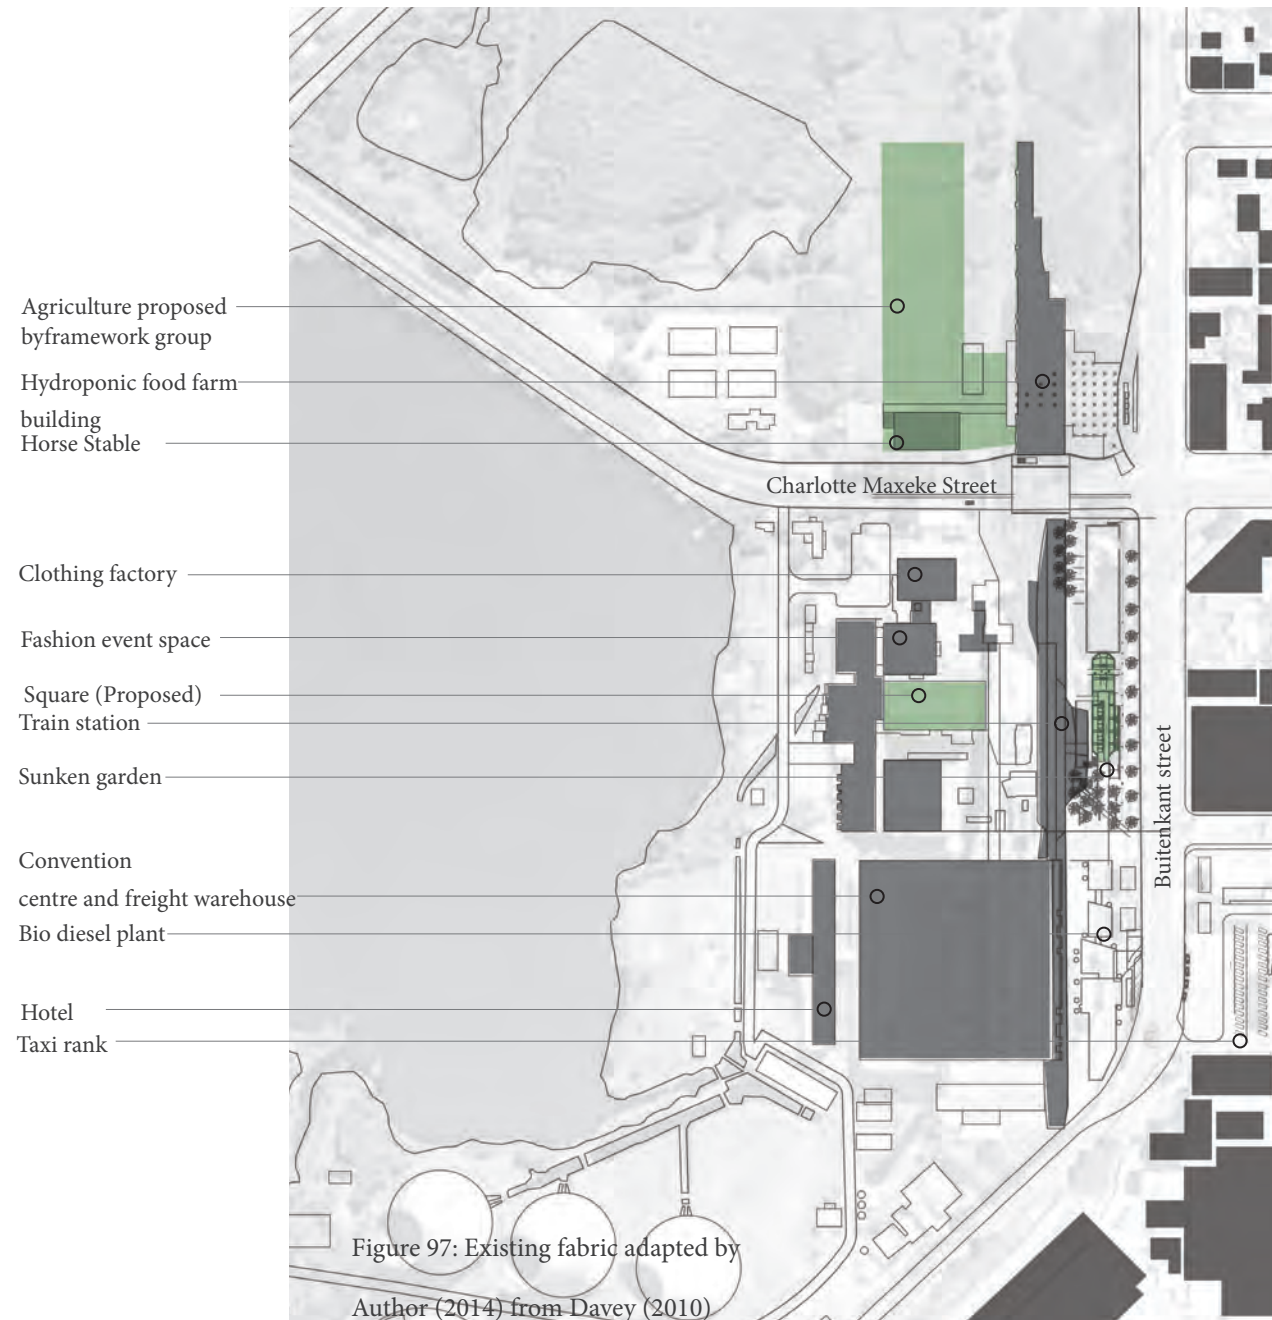 Agriculture proposed
byframework group
Hydroponic food farm
building
Horse Stable
Charlotte Maxeke Street
Clothing factory
Fashion event space
Square (Proposed)
Train station
Sunken garden
Buitenkant street
Convention
centre and freight warehouse
Bio diesel plant
Hotel
Taxi rank
Figure 97: Existing fabric adapted by
Author (2014) from Davey (2010)